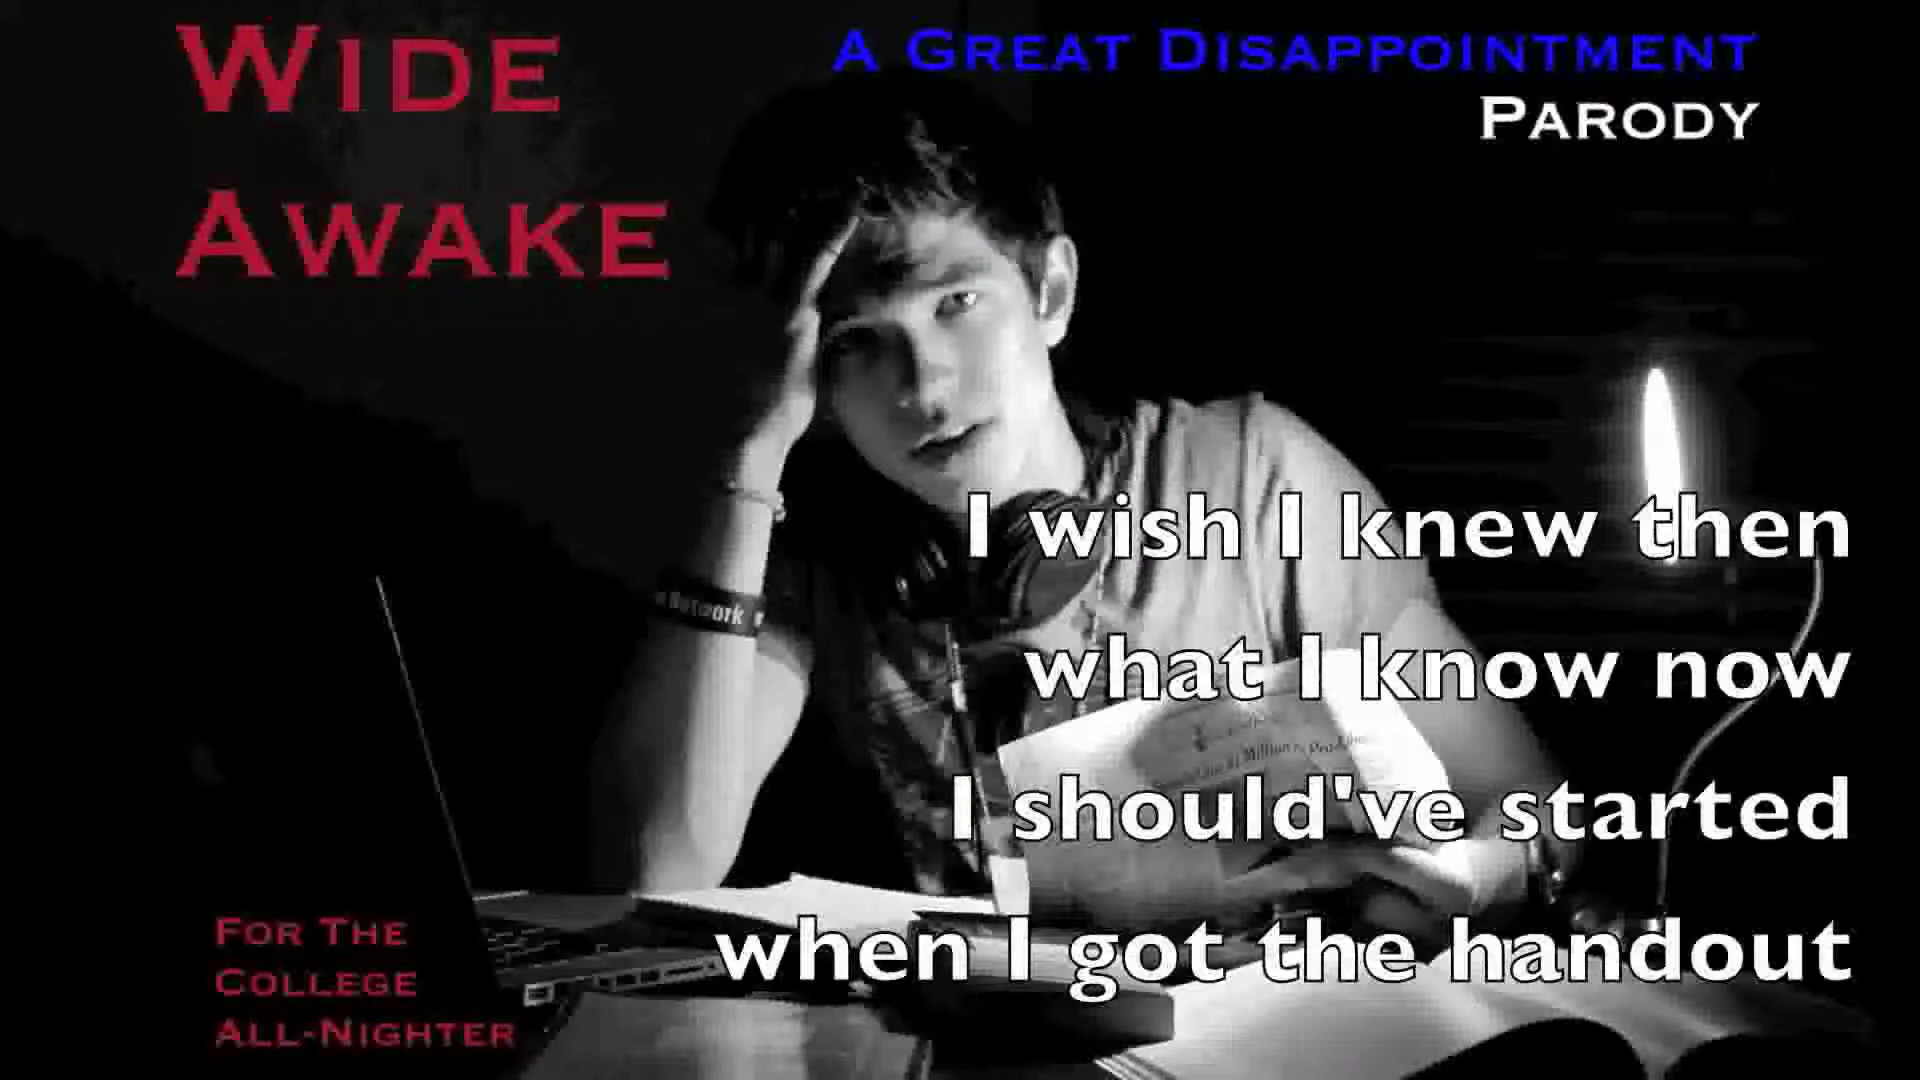 WIDE
AWAKE
A GREAT DISAPPOINTMENT
PARODY
I wish I knew then
what I know now
I should've started
when I got the handout
Network
FOR THE
COLLEGE
ALL-NIGHTER